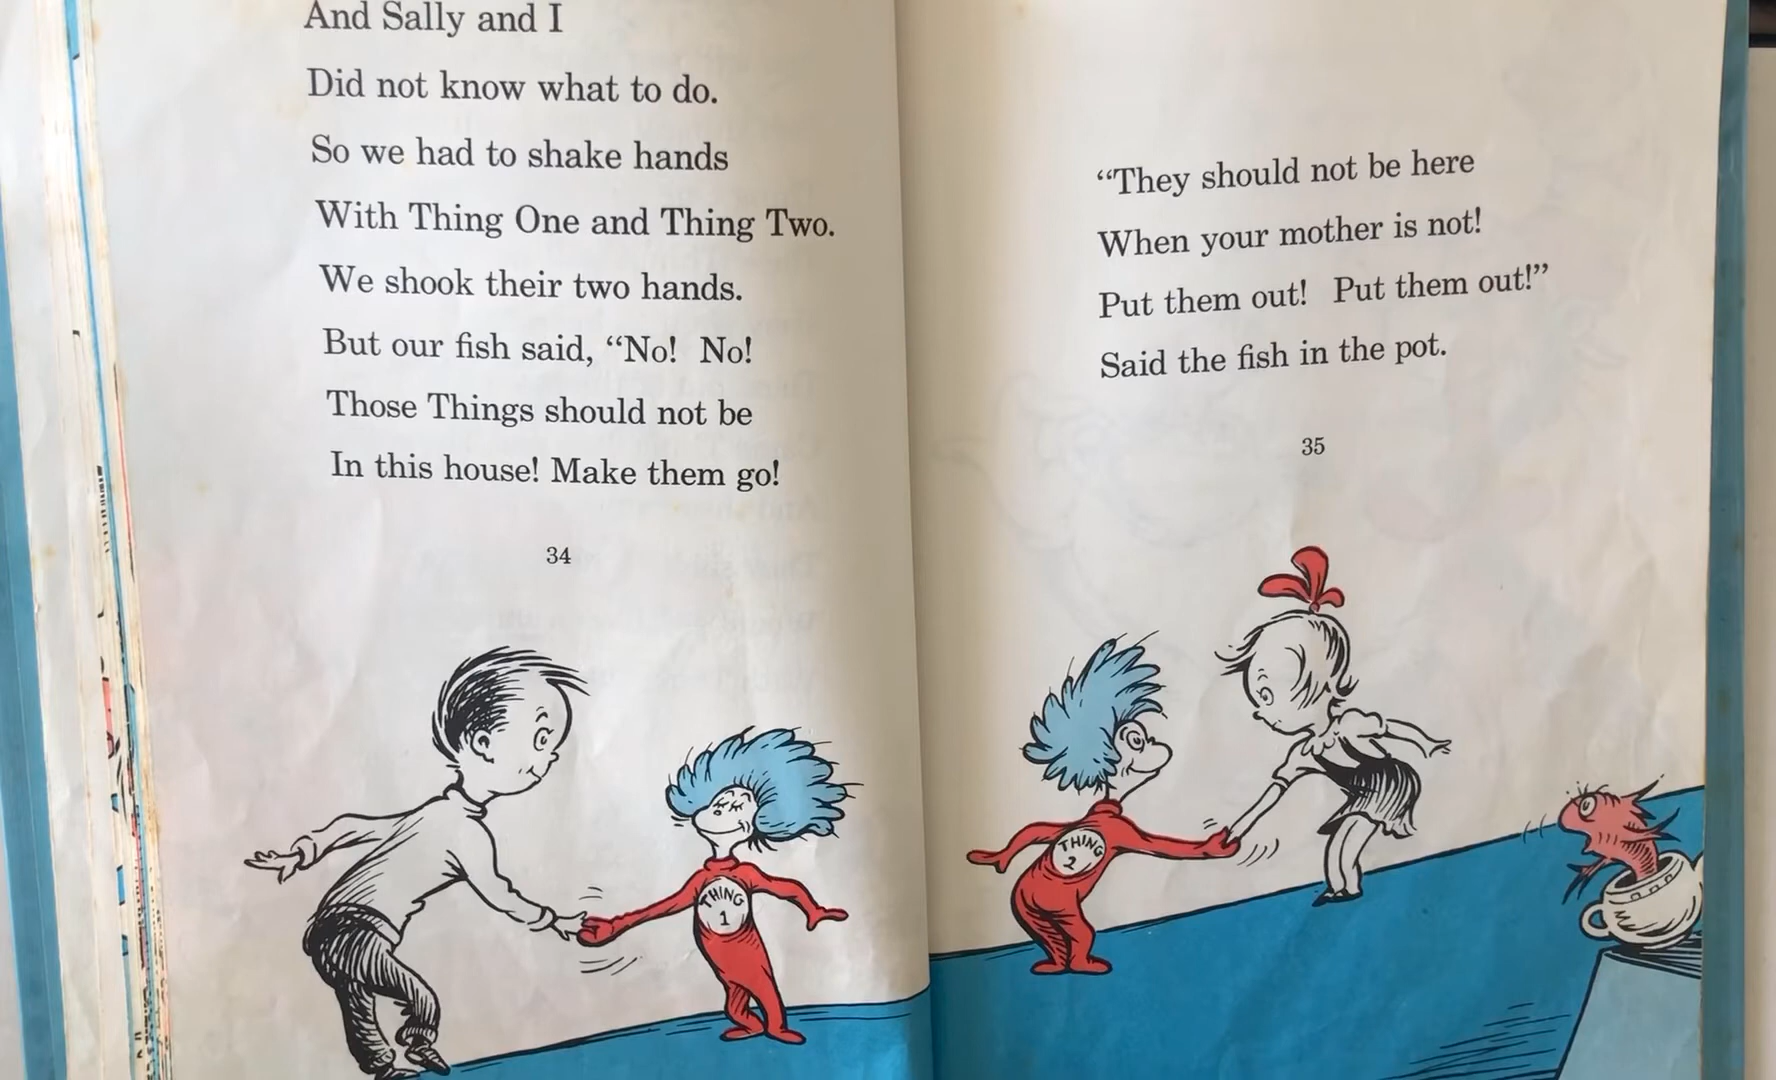 And Sally and I
Did not know what to do.
So we had to shake hands
With Thing One and Thing Two.
We shook their two hands.
But our fish said, “No! No!
Those Things should not be
In this house! Make them go!
34
THING
1
“They should not be here
When your mother is not!
Put them out! Put them out!”
Said the fish in the pot.
35
THING
2